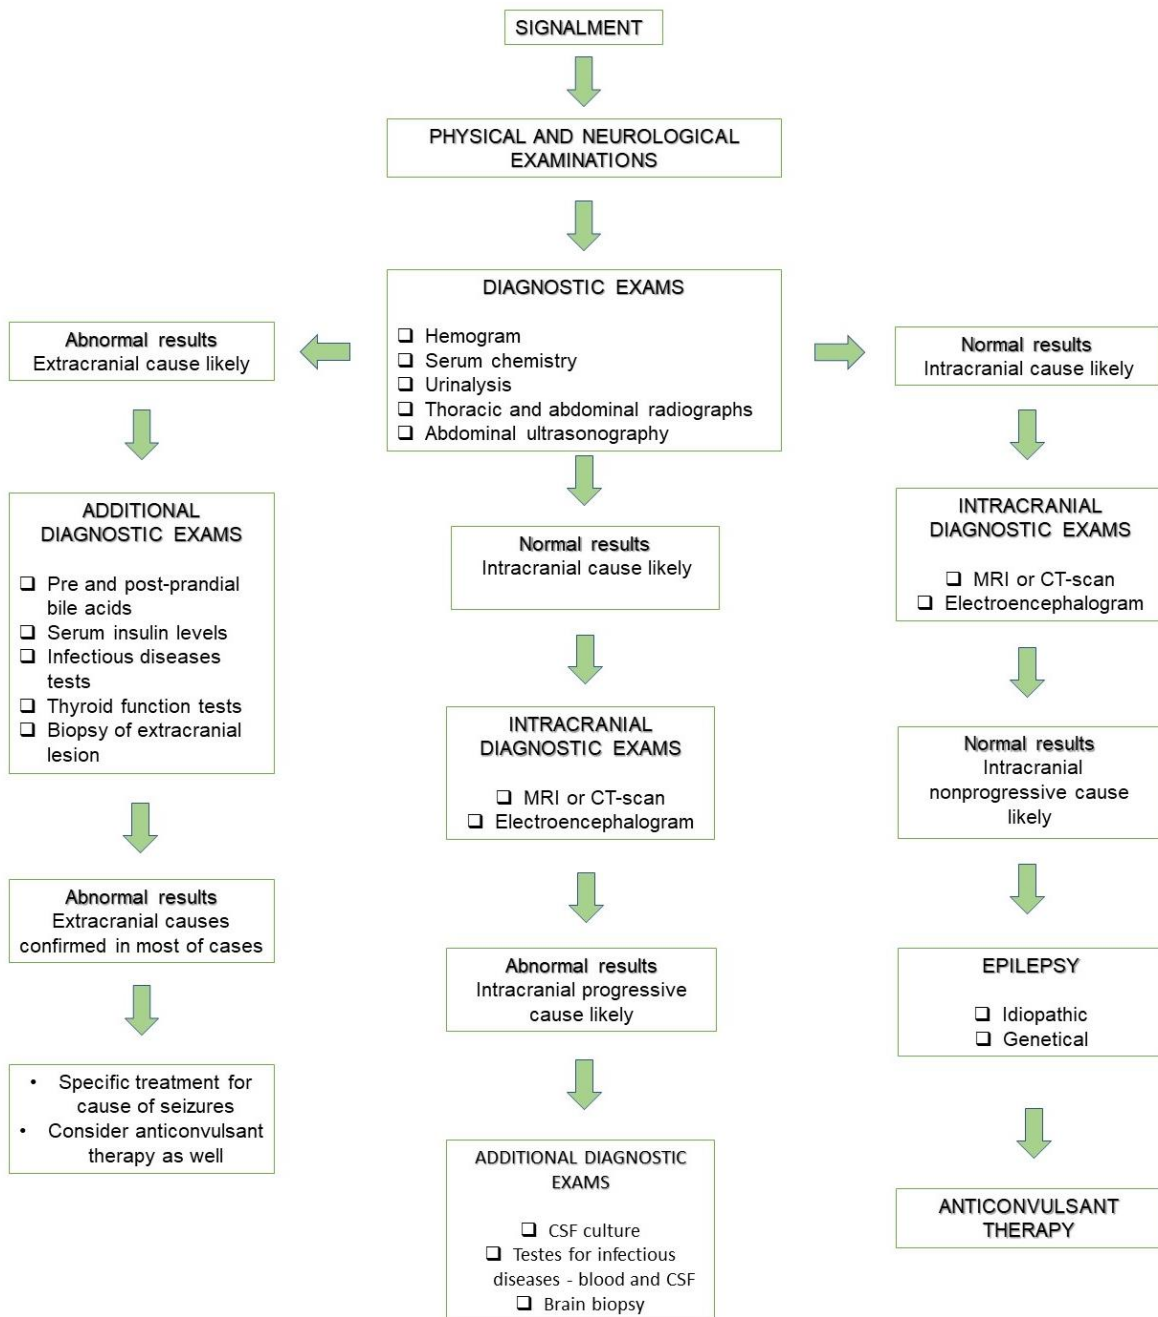 SIGNALMENT
PHYSICAL AND NEUROLOGICAL
EXAMINATIONS
DIAGNOSTIC EXAMS
❑ Hemogram
❑ Serum chemistry
❑ Urinalysis
❑ Thoracic and abdominal radiographs
❑ Abdominal ultrasonography
Abnormal results
Extracranial cause likely
ADDITIONAL
DIAGNOSTIC EXAMS
❑ Pre and post-prandial
bile acids
❑ Serum insulin levels
❑ Infectious diseases
tests
❑ Thyroid function tests
❑ Biopsy of extracranial
lesion
Abnormal results
Extracranial causes
confirmed in most of cases
• Specific treatment for
cause of seizures
• Consider anticonvulsant
therapy as well
Normal results
Intracranial cause likely
INTRACRANIAL
DIAGNOSTIC EXAMS
❑ MRI or CT-scan
❑ Electroencephalogram
Abnormal results
Intracranial progressive
cause likely
ADDITIONAL DIAGNOSTIC
EXAMS
❑ CSF culture
❑ Testes for infectious
diseases - blood and CSF
❑ Brain biopsy
Normal results
Intracranial cause likely
INTRACRANIAL
DIAGNOSTIC EXAMS
❑ MRI or CT-scan
❑ Electroencephalogram
Normal results
Intracranial
nonprogressive cause
likely
EPILEPSY
❑ Idiopathic
❑ Genetical
ANTICONVULSANT
THERAPY